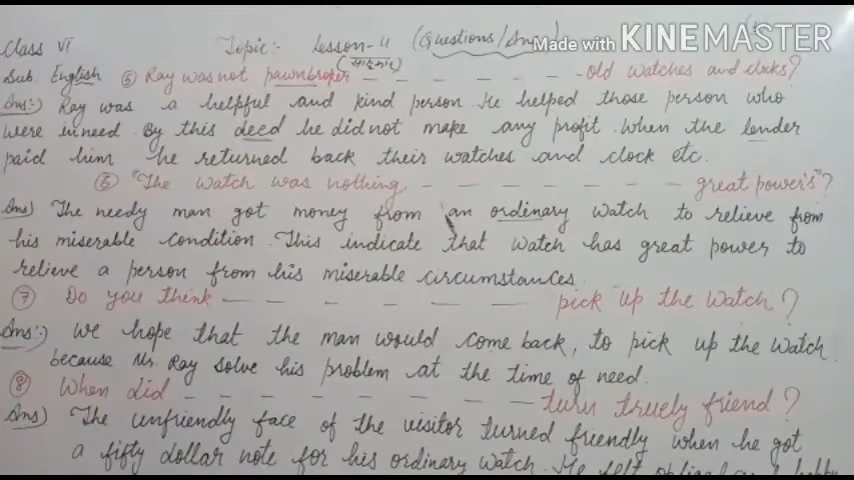 Class VI Topic:- Lesson-4 (Questions/Ans)
Made with KINEMASTER
(साहूकार)
Sub. English ⑤ Ray was not pawnbroper - - - - - - old watches and clocks?
Ans:-) Ray was a helpful and kind person. He helped those person who
were in need. By this deed he did not make any profit. When the lender
paid him he returned back their watches and clock etc.
⑥ "The watch was nothing - - - - - - - great power's"?
Ans) The needy man got money from an ordinary watch to relieve from
his miserable condition. This indicate that watch has great power to
relieve a person from his miserable circumstances
⑦ Do you think - - - - - - - pick up the watch?
Ans:-) We hope that the man would come back, to pick up the watch
because Mr. Ray solve his problem at the time of need.
⑧ When did - - - - - - - - - turn truely friend?
Ans) The unfriendly face of the visitor turned friendly when he got
a fifty dollar note for his ordinary watch. He felt